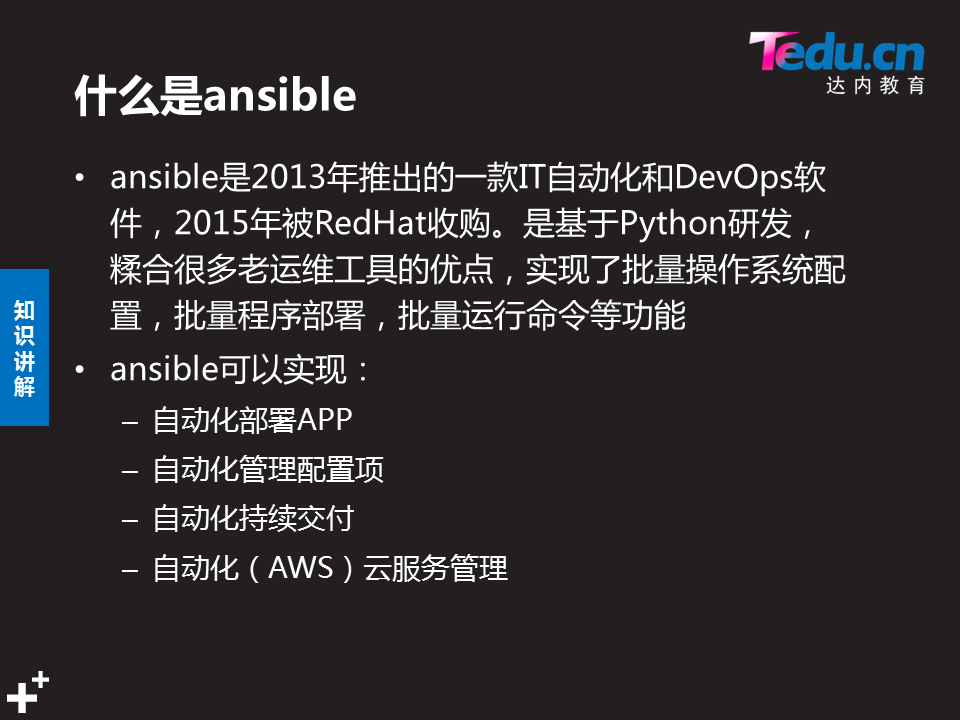 Tedu.cn
达内教育
什么是ansible
• ansible是2013年推出的一款IT自动化和DevOps软
件，2015年被RedHat收购。是基于Python研发，
糅合很多老运维工具的优点，实现了批量操作系统配
置，批量程序部署，批量运行命令等功能
• ansible可以实现：
– 自动化部署APP
– 自动化管理配置项
– 自动化持续交付
– 自动化（AWS）云服务管理
知
识
讲
解